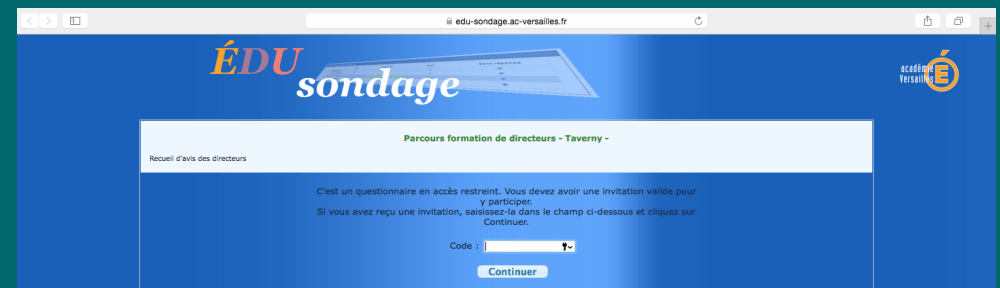 edu-sondage.ac-versailles.fr
ÉDU
sondage
académie
Versailles
Parcours formation de directeurs - Taverny -
Recueil d'avis des directeurs
C'est un questionnaire en accès restreint. Vous devez avoir une invitation valide pour
y participer.
Si vous avez reçu une invitation, saisissez-la dans le champ ci-dessous et cliquez sur
Continuer.
Code :
Continuer